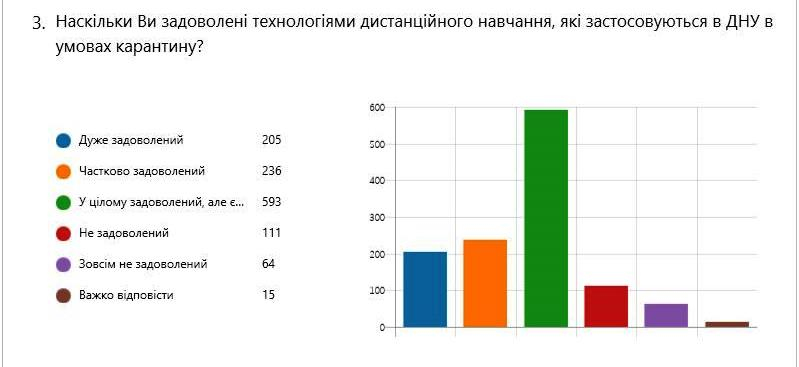 3. Наскільки Ви задоволені технологіями дистанційного навчання, які застосовуються в ДНУ в
умовах карантину?
Дуже задоволений 205
Частково задоволений 236
У цілому задоволений, але є... 593
Не задоволений 111
Зовсім не задоволений 64
Важко відповісти 15
600
500
400
300
200
100
0